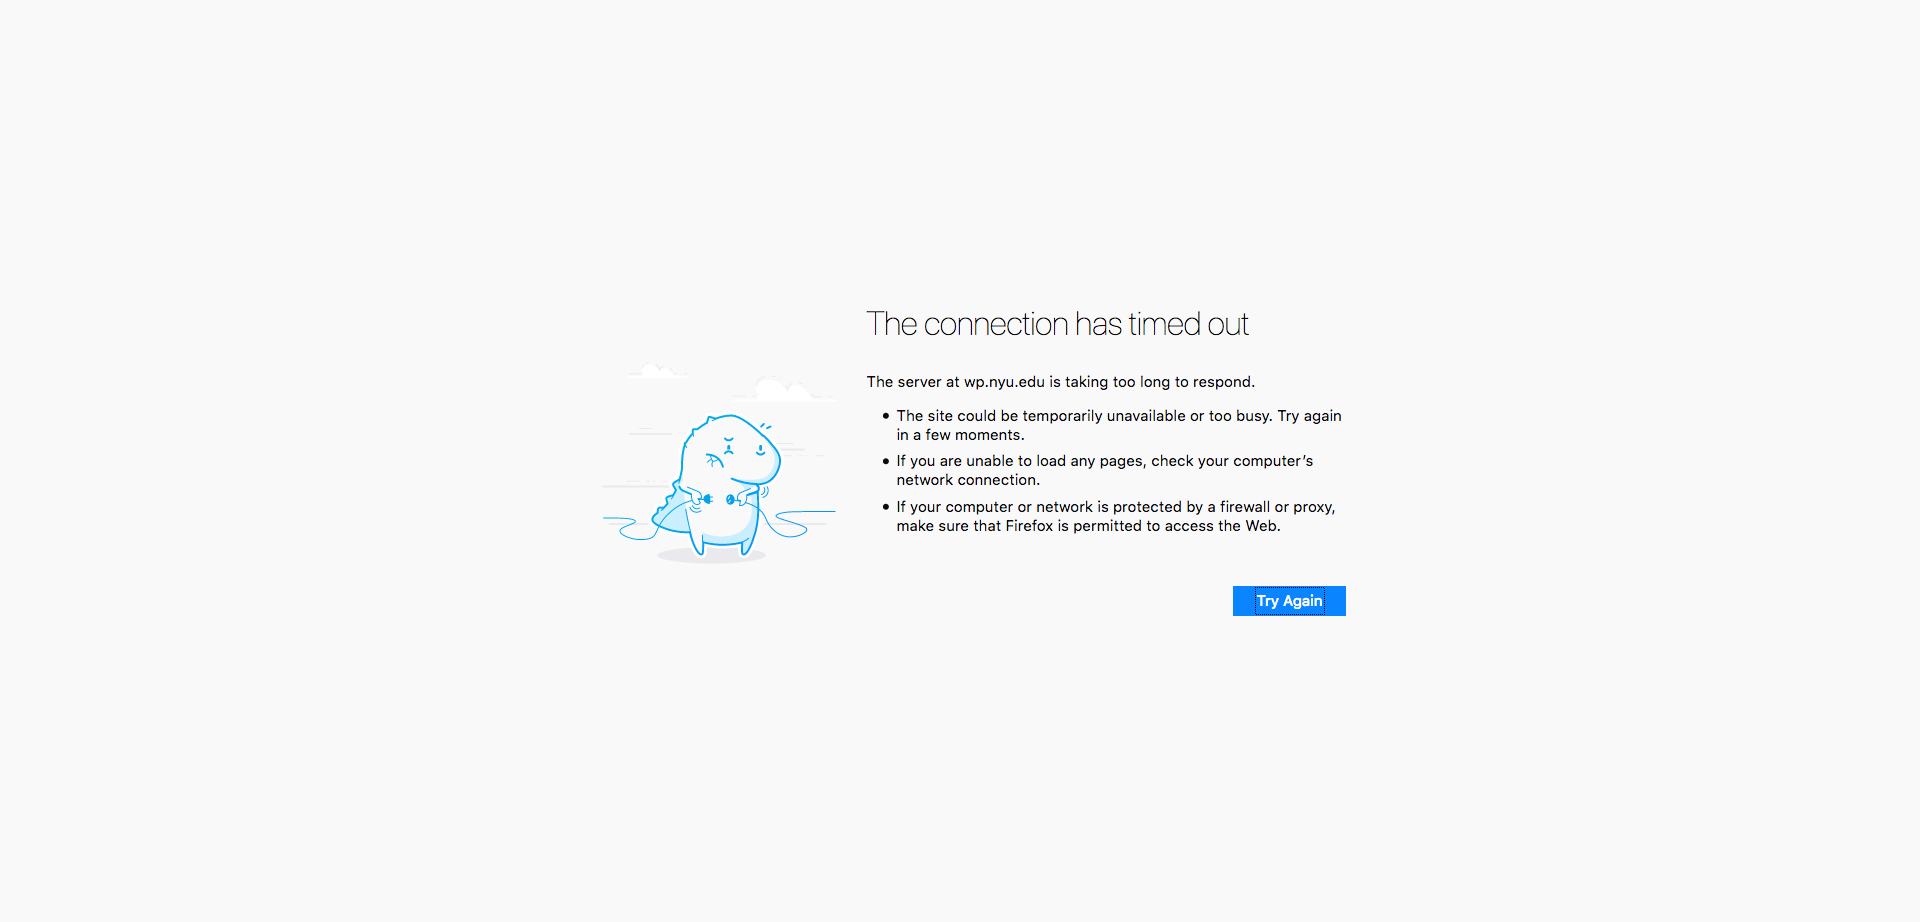 The connection has timed out
The server at wp.nyu.edu is taking too long to respond.
• The site could be temporarily unavailable or too busy. Try again
in a few moments.
• If you are unable to load any pages, check your computer’s
network connection.
• If your computer or network is protected by a firewall or proxy,
make sure that Firefox is permitted to access the Web.
Try Again